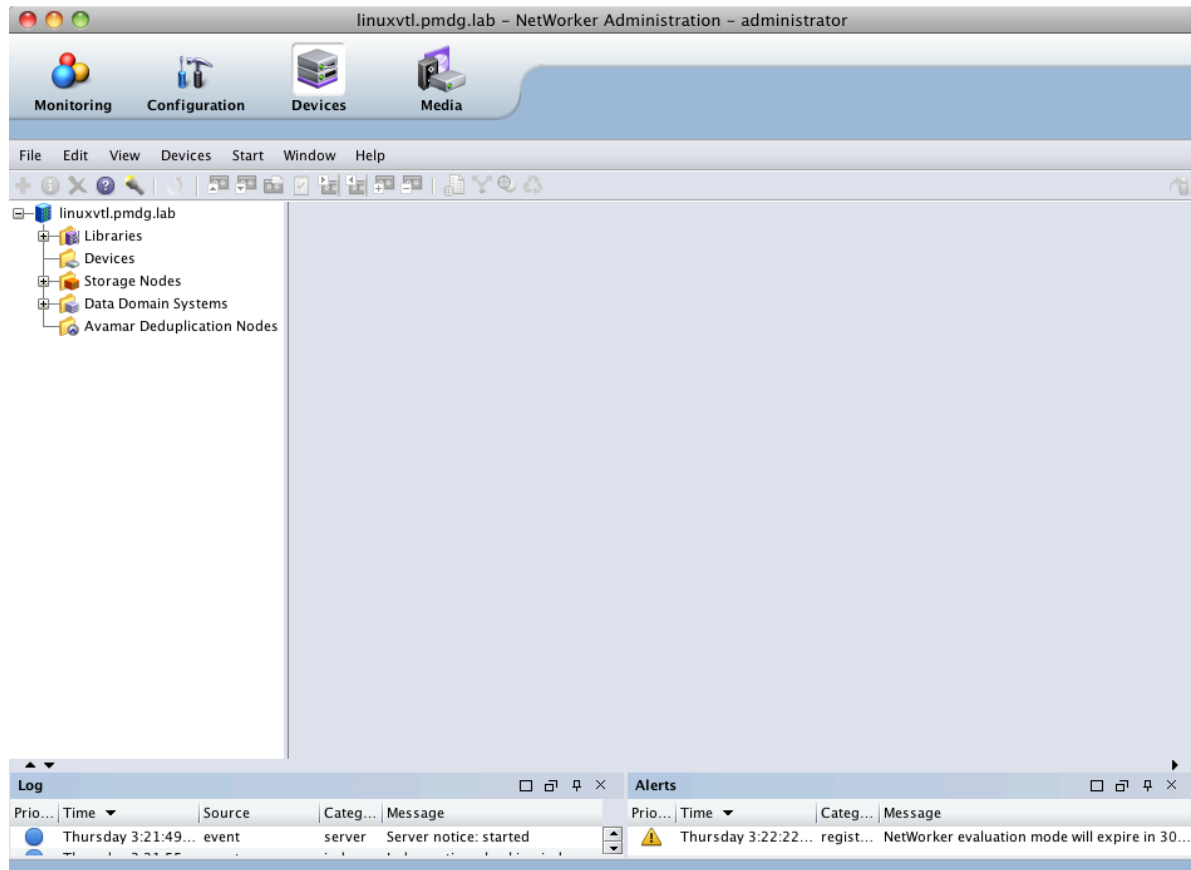 linuxvtl.pmdg.lab – NetWorker Administration – administrator
Monitoring Configuration Devices Media
File Edit View Devices Start Window Help
linuxvtl.pmdg.lab
Libraries
Devices
Storage Nodes
Data Domain Systems
Avamar Deduplication Nodes
Log
Prio... Time Source Categ... Message
Thursday 3:21:49... event server Server notice: started
Alerts
Prio... Time Categ... Message
Thursday 3:22:22... regist... NetWorker evaluation mode will expire in 30...